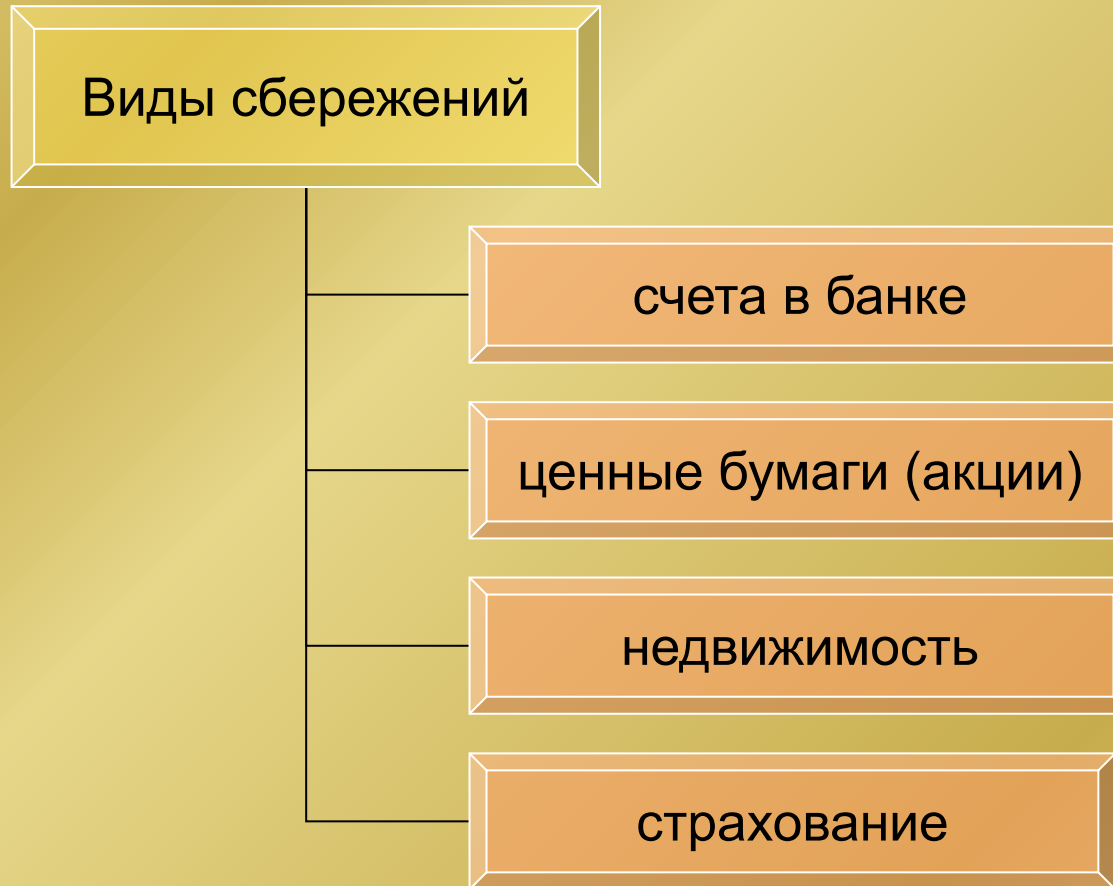 Виды сбережений
счета в банке
ценные бумаги (акции)
недвижимость
страхование